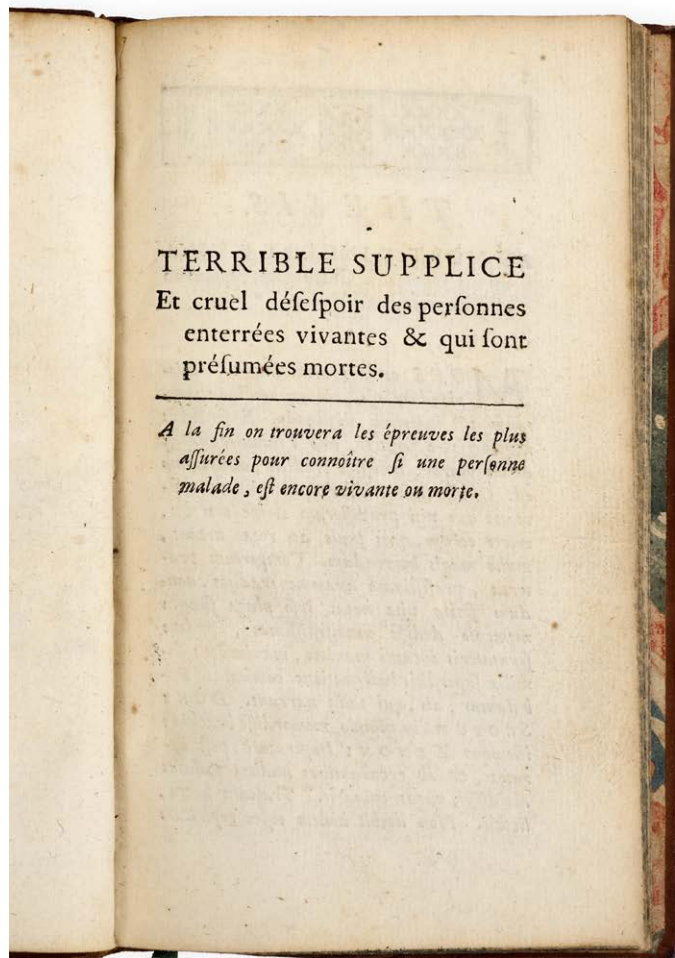 TERRIBLE SUPPLICE
Et cruel déſeſpoir des perſonnes
enterrées vivantes & qui ſont
préſumées mortes.
A la fin on trouvera les épreuves les plus
aſſurées pour connoître ſi une perſonne
malade, eſt encore vivante ou morte.